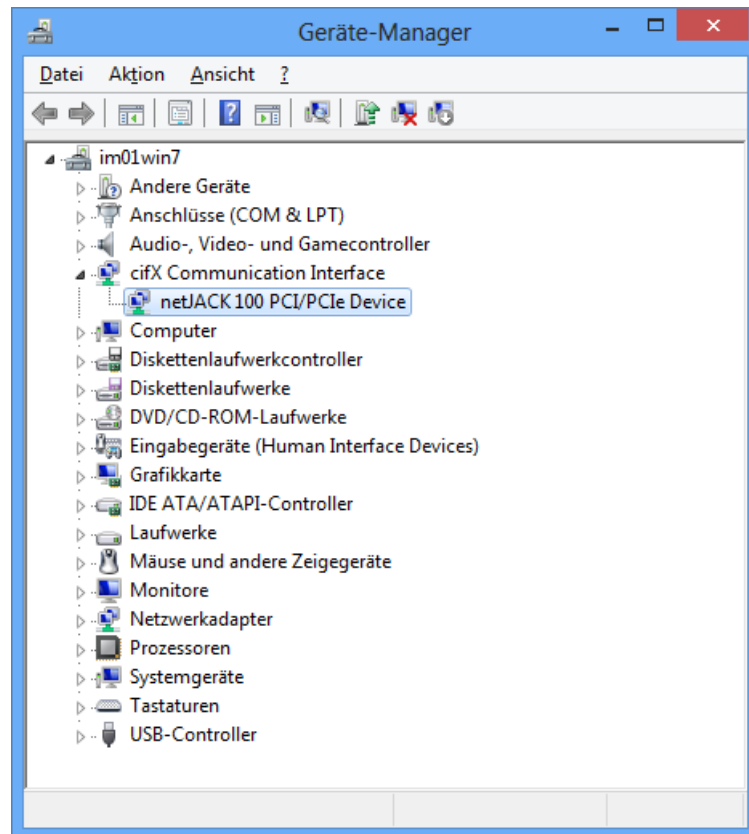 Geräte-Manager
Datei Aktion Ansicht ?
im01win7
Andere Geräte
Anschlüsse (COM & LPT)
Audio-, Video- und Gamecontroller
cifX Communication Interface
netJACK 100 PCI/PCIe Device
Computer
Diskettenlaufwerkcontroller
Diskettenlaufwerke
DVD/CD-ROM-Laufwerke
Eingabegeräte (Human Interface Devices)
Grafikkarte
IDE ATA/ATAPI-Controller
Laufwerke
Mäuse und andere Zeigegeräte
Monitore
Netzwerkadapter
Prozessoren
Systemgeräte
Tastaturen
USB-Controller